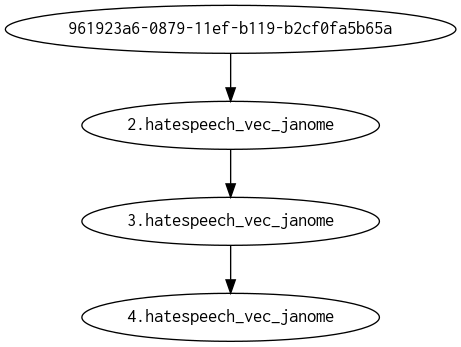 961923a6-0879-11ef-b119-b2cf0fa5b65a
2.hatespeech_vec_janome
3.hatespeech_vec_janome
4.hatespeech_vec_janome